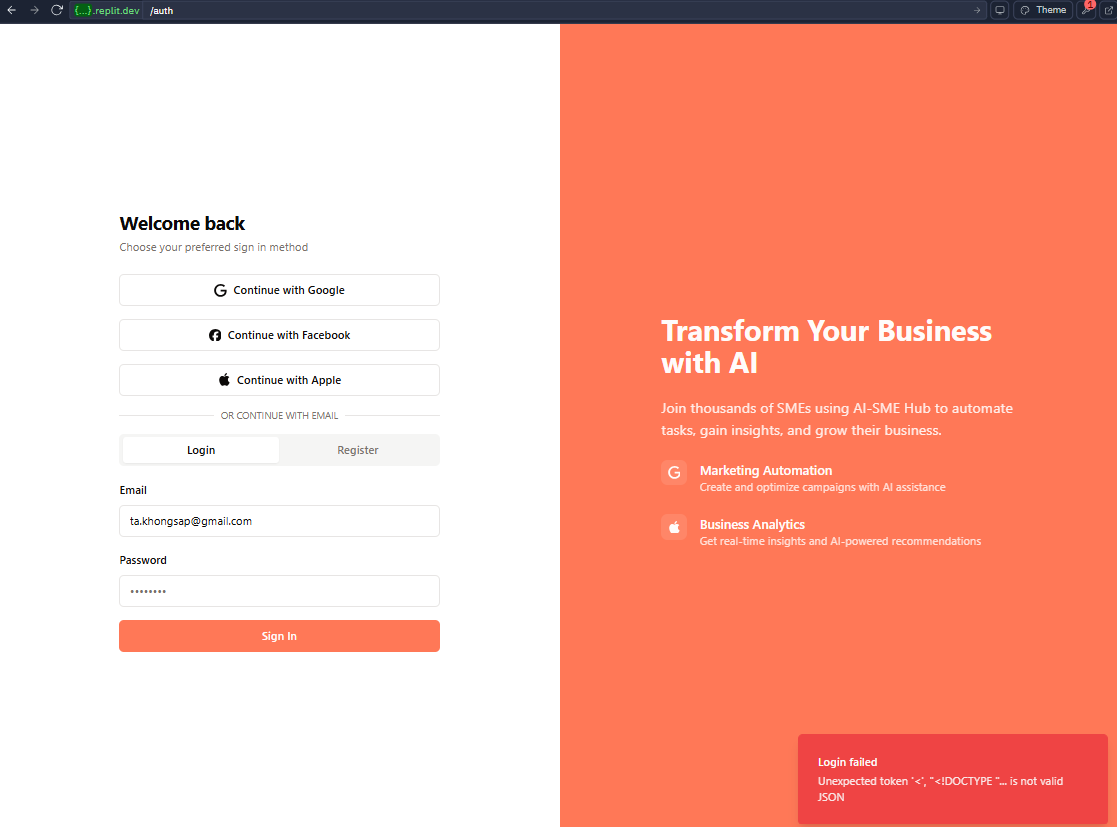 {...}.replit.dev /auth
Theme
1
Welcome back
Choose your preferred sign in method
Continue with Google
Continue with Facebook
Continue with Apple
OR CONTINUE WITH EMAIL
Login Register
Email
ta.khongsap@gmail.com
Password
••••••••
Sign In
Transform Your Business
with AI
Join thousands of SMEs using AI-SME Hub to automate
tasks, gain insights, and grow their business.
Marketing Automation
Create and optimize campaigns with AI assistance
Business Analytics
Get real-time insights and AI-powered recommendations
Login failed
Unexpected token '<', "<!DOCTYPE "... is not valid
JSON